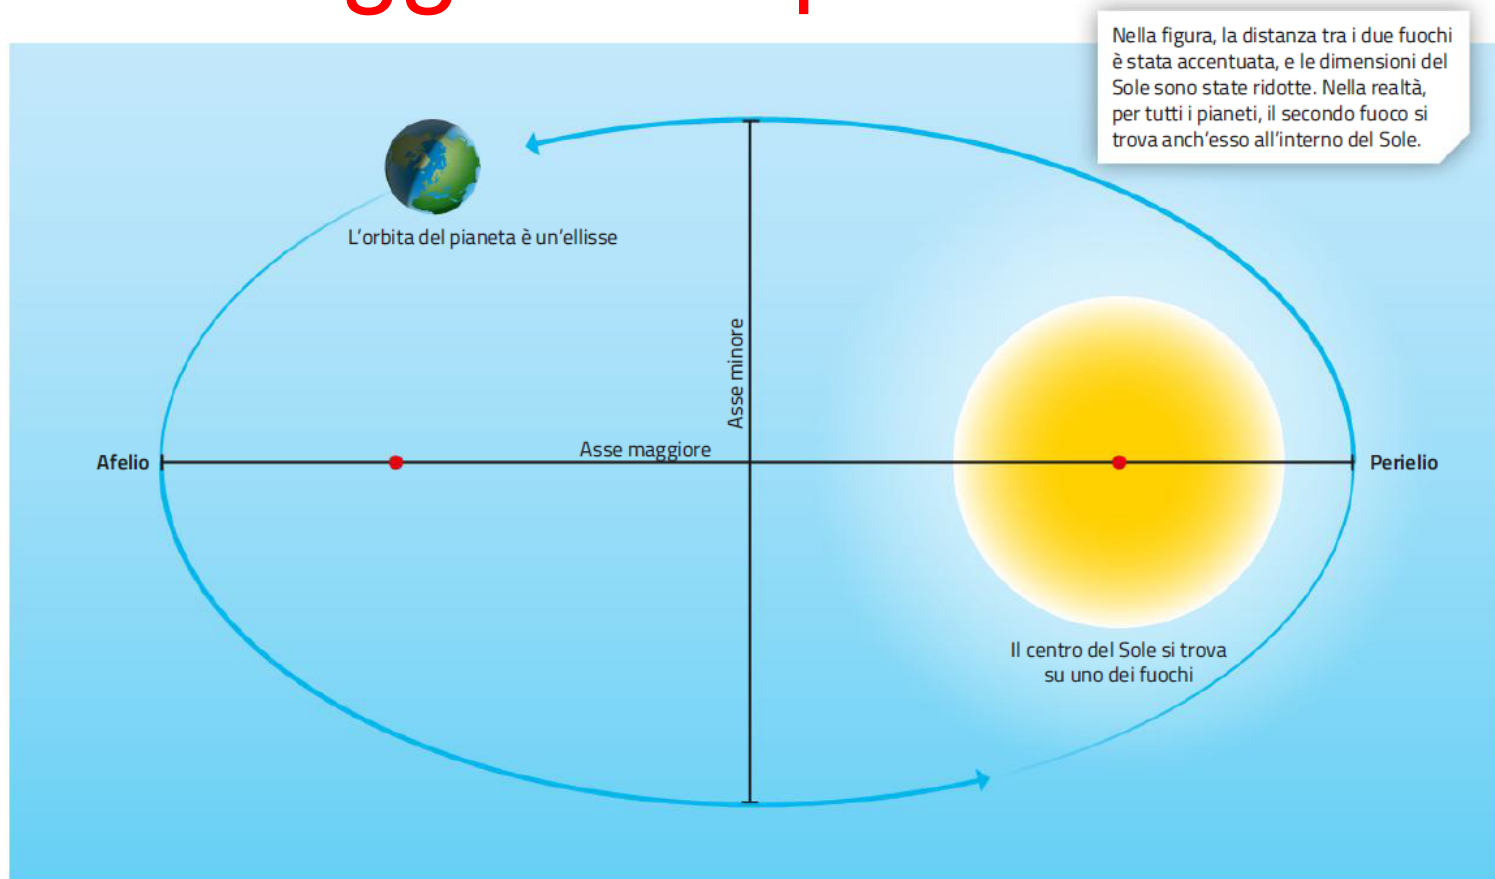 Nella figura, la distanza tra i due fuochi
è stata accentuata, e le dimensioni del
Sole sono state ridotte. Nella realtà,
per tutti i pianeti, il secondo fuoco si
trova anch'esso all'interno del Sole.
L'orbita del pianeta è un'ellisse
Asse minore
Asse maggiore
Afelio
Perielio
Il centro del Sole si trova
su uno dei fuochi